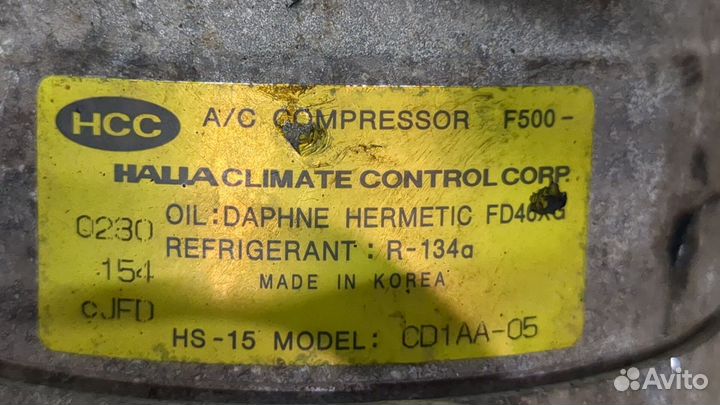 HCC A/C COMPRESSOR F500-
HALLA CLIMATE CONTROL CORP.
OIL: DAPHNE HERMETIC FD46XG
0230 REFRIGERANT : R-134a
154 MADE IN KOREA
CJFD
HS-15 MODEL: CD1AA-05
Avito